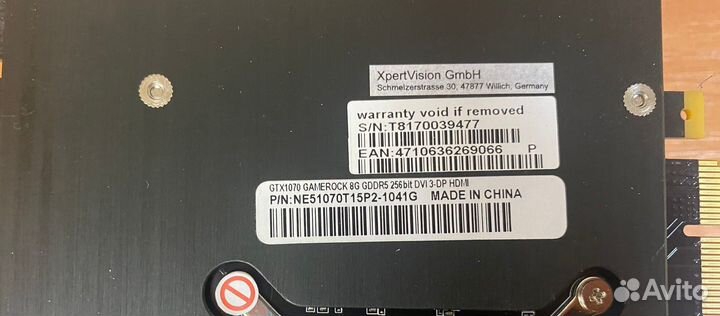 XpertVision GmbH
Schmelzerstrasse 30, 47877 Willich, Germany
warranty void if removed
S/N:T8170039477
EAN:4710636269066 P
GTX1070 GAMEROCK 8G GDDR5 256bit DVI 3-DP HDMI
P/N:NE51070T15P2-1041G MADE IN CHINA
Avito